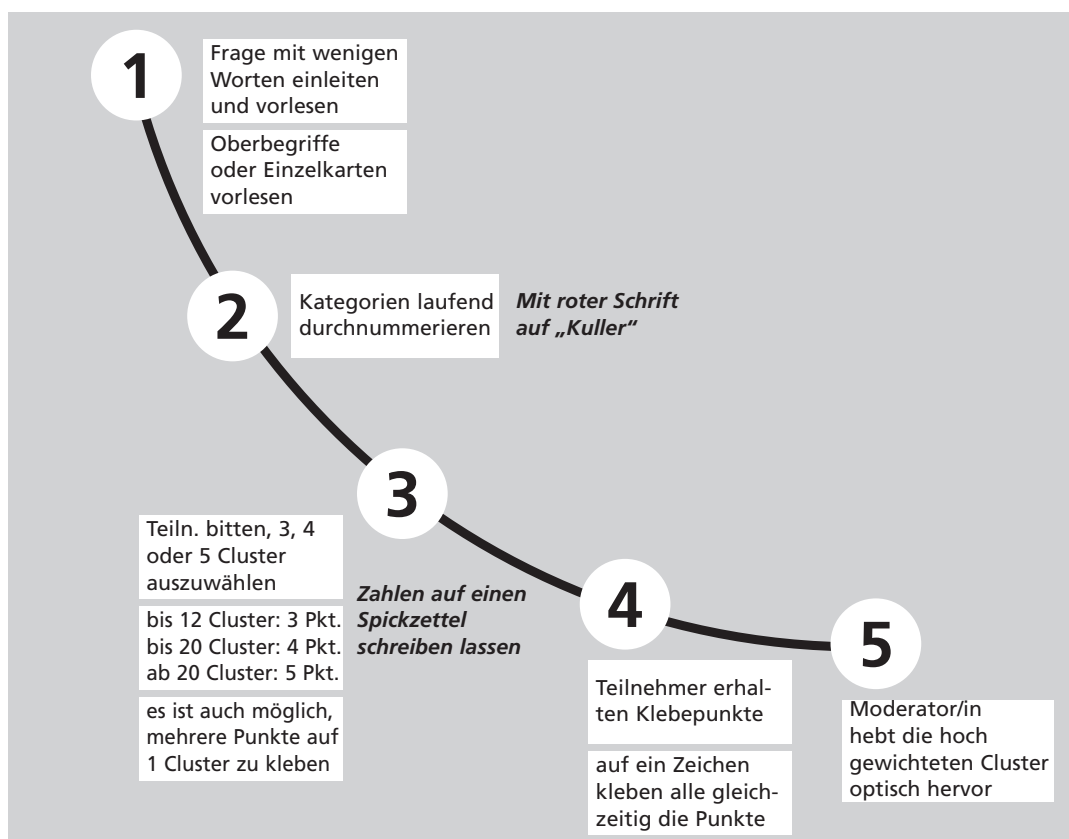 1
Frage mit wenigen
Worten einleiten
und vorlesen
Oberbegriffe
oder Einzelkarten
vorlesen
2
Kategorien laufend
durchnummerieren
Mit roter Schrift
auf „Kuller“
3
Teiln. bitten, 3, 4
oder 5 Cluster
auszuwählen
bis 12 Cluster: 3 Pkt.
bis 20 Cluster: 4 Pkt.
ab 20 Cluster: 5 Pkt.
es ist auch möglich,
mehrere Punkte auf
1 Cluster zu kleben
Zahlen auf einen
Spickzettel
schreiben lassen
4
Teilnehmer erhal-
ten Klebepunkte
auf ein Zeichen
kleben alle gleich-
zeitig die Punkte
5
Moderator/in
hebt die hoch
gewichteten Cluster
optisch hervor